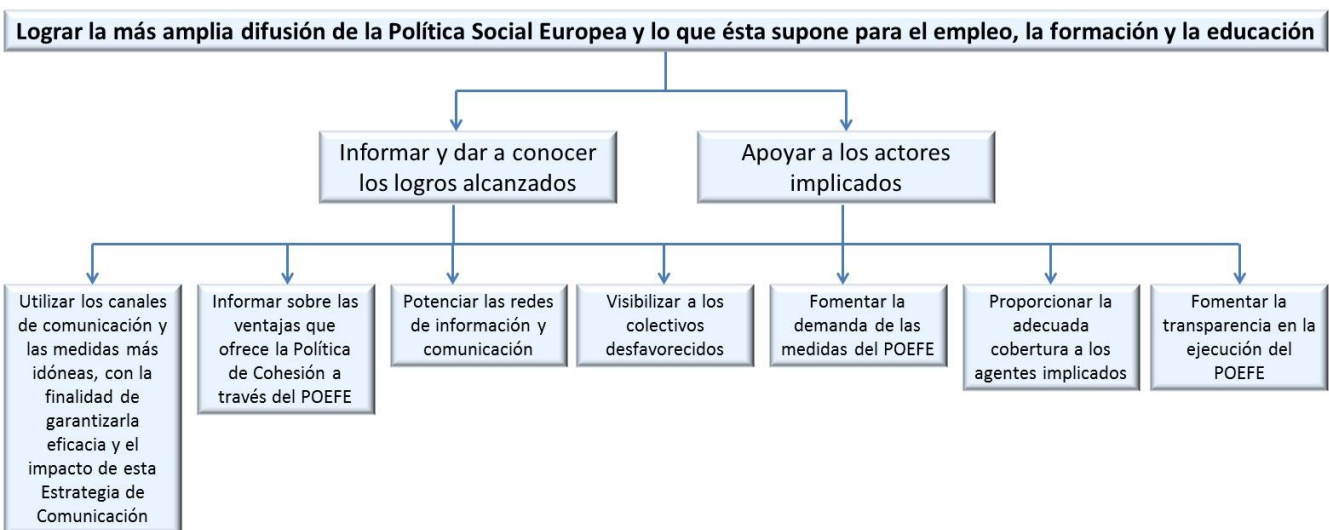 Lograr la más amplia difusión de la Política Social Europea y lo que ésta supone para el empleo, la formación y la educación
Informar y dar a conocer
los logros alcanzados
Apoyar a los actores
implicados
Utilizar los canales
de comunicación y
las medidas más
idóneas, con la
finalidad de
garantizarla
eficacia y el
impacto de esta
Estrategia de
Comunicación
Informar sobre las
ventajas que
ofrece la Política
de Cohesión a
través del POEFE
Potenciar las redes
de información y
comunicación
Visibilizar a los
colectivos
desfavorecidos
Fomentar la
demanda de las
medidas del POEFE
Proporcionar la
adecuada
cobertura a los
agentes implicados
Fomentar la
transparencia en la
ejecución del
POEFE